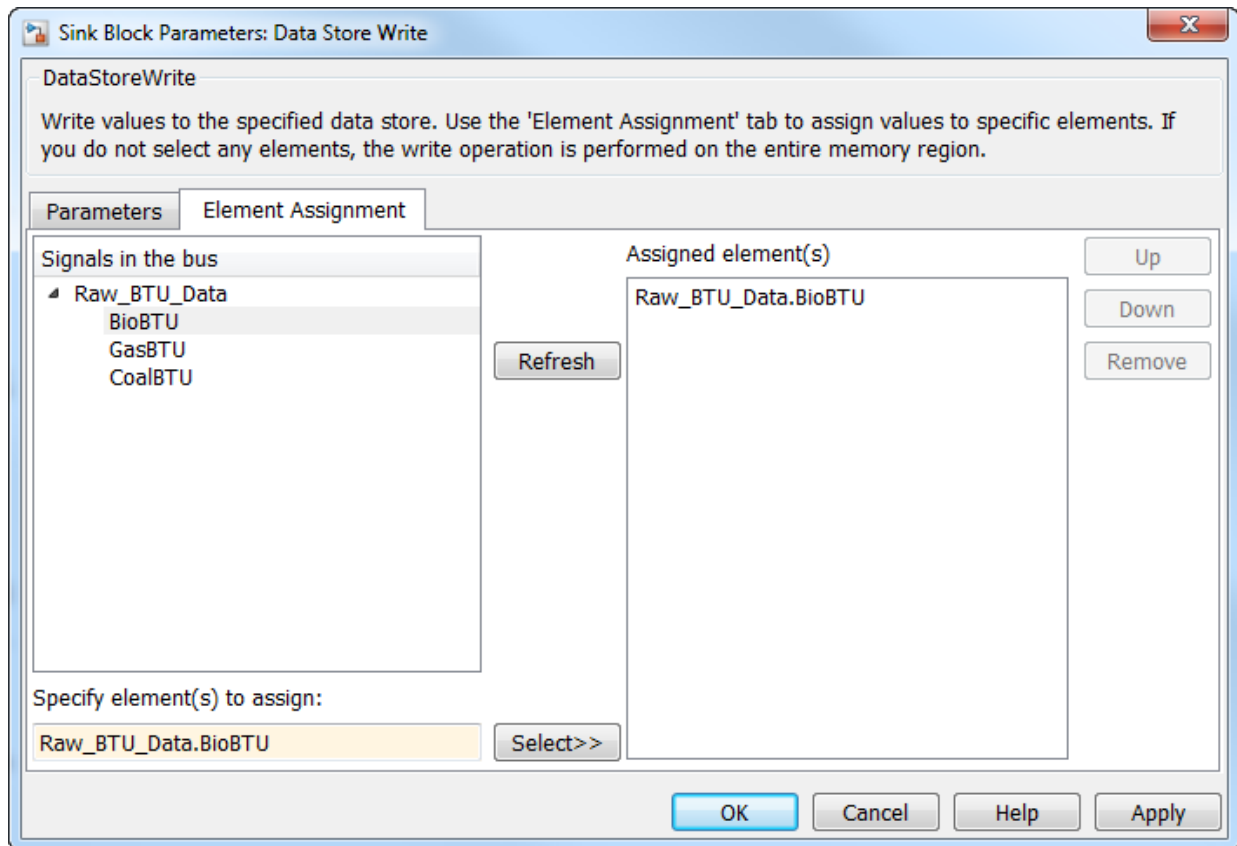 Sink Block Parameters: Data Store Write
DataStoreWrite
Write values to the specified data store. Use the 'Element Assignment' tab to assign values to specific elements. If
you do not select any elements, the write operation is performed on the entire memory region.
Parameters
Element Assignment
Signals in the bus
Raw_BTU_Data
BioBTU
GasBTU
CoalBTU
Refresh
Assigned element(s)
Raw_BTU_Data.BioBTU
Up
Down
Remove
Specify element(s) to assign:
Raw_BTU_Data.BioBTU
Select>>
OK
Cancel
Help
Apply